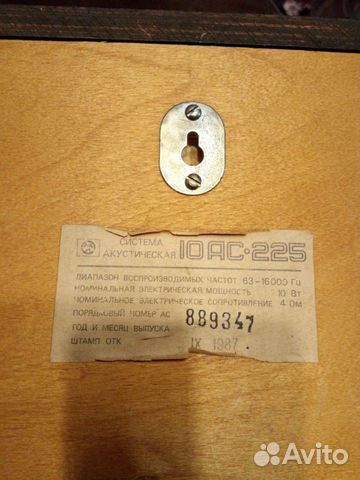 СИСТЕМА
АКУСТИЧЕСКАЯ 10АС-225
ДИАПАЗОН ВОСПРОИЗВОДИМЫХ ЧАСТОТ 63-16000 Гц
НОМИНАЛЬНАЯ ЭЛЕКТРИЧЕСКАЯ МОЩНОСТЬ 10 Вт
НОМИНАЛЬНОЕ ЭЛЕКТРИЧЕСКОЕ СОПРОТИВЛЕНИЕ 4 Ом
ПОРЯДКОВЫЙ НОМЕР АС 889347
ГОД И МЕСЯЦ ВЫПУСКА
ШТАМП ОТК IX 1987
Avito